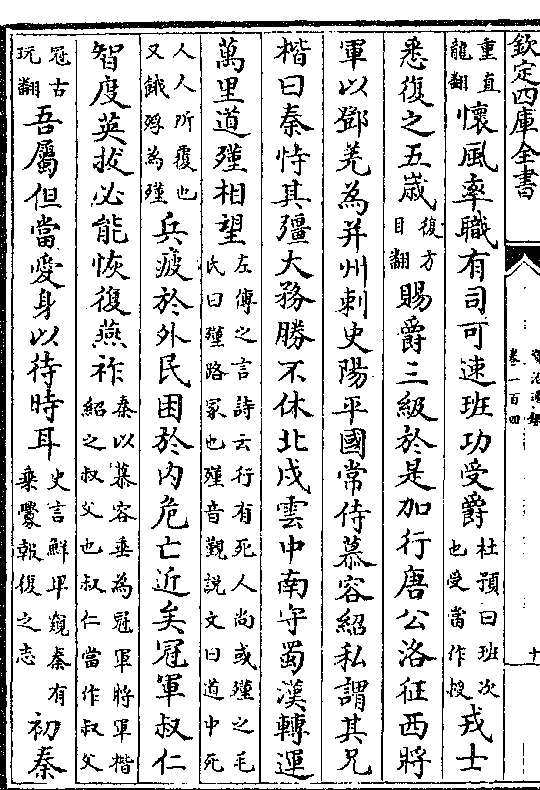 欽定四庫全書
卷一百四
十
重直龍翻懷風率職有司可速班功受爵杜預曰班次也受當作授戎士
悉復之五嵗復方目翻賜爵三級於是加行唐公洛征西將
軍以鄧羌為并州刺史陽平國常侍慕容紹私謂其兄
楷曰秦恃其彊大務勝不休北戍雲中南守蜀漢轉運
萬里道殣相望左傳之言詩云行有死人尚或殣之毛氏曰殣路冢也殣音覲説文曰道中死
人人所覆也又餓殍為殣兵疲於外民困於内危亡近矣冠軍叔仁
智度英拔必能恢復燕祚秦以慕容垂為冠軍將軍楷紹之叔父也叔仁當作叔父
冠古玩翻吾屬但當愛身以待時耳史言鮮卑窺秦有乗釁報復之志初秦